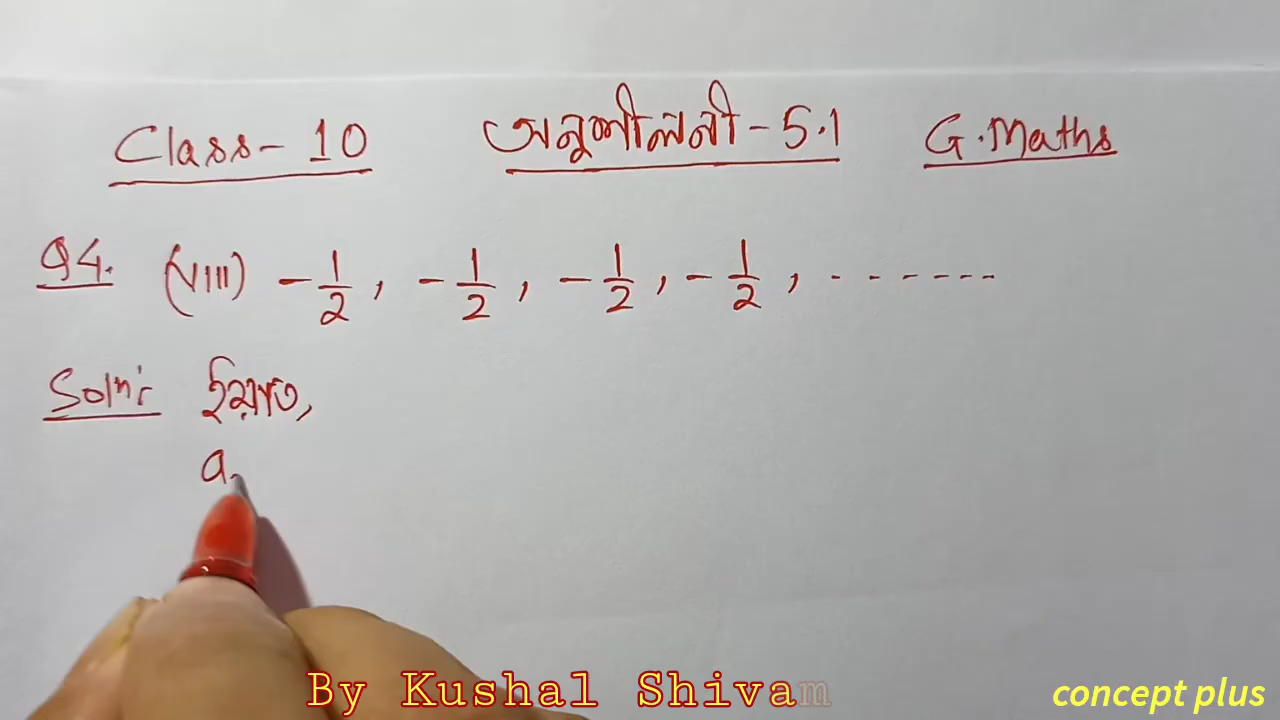 Class- 10 অনুশীলনী - 5.1 G. Maths
Q4. (VIII) -1/2, -1/2, -1/2, -1/2, .......
Soln: ইয়াত,
a
By Kushal Shivam
concept plus